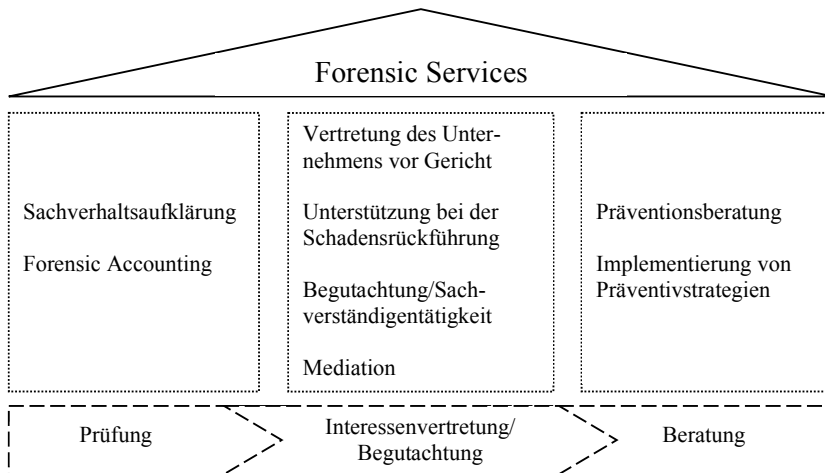 Forensic Services
Sachverhaltsaufklärung
Forensic Accounting
Vertretung des Unter-
nehmens vor Gericht
Unterstützung bei der
Schadensrückführung
Begutachtung/Sach-
verständigentätigkeit
Mediation
Präventionsberatung
Implementierung von
Präventivstrategien
Prüfung
Interessenvertretung/
Begutachtung
Beratung